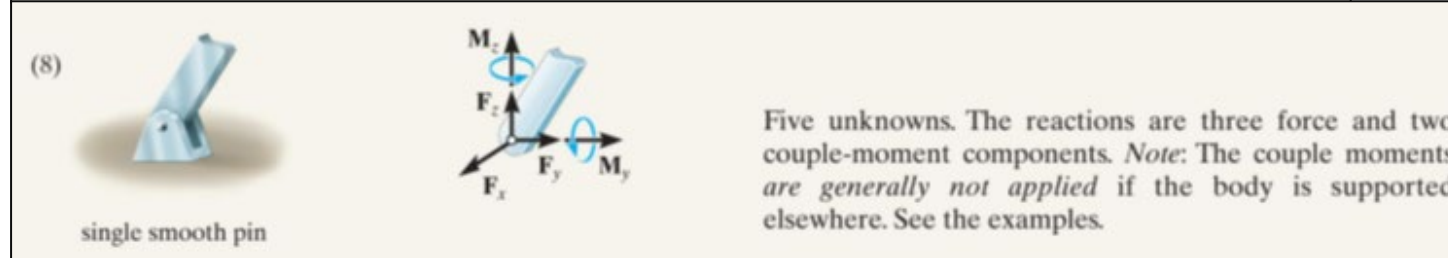 (8)
single smooth pin
M_z
F_z
F_y
M_y
F_x
Five unknowns. The reactions are three force and two
couple-moment components. Note: The couple moments
are generally not applied if the body is supported
elsewhere. See the examples.